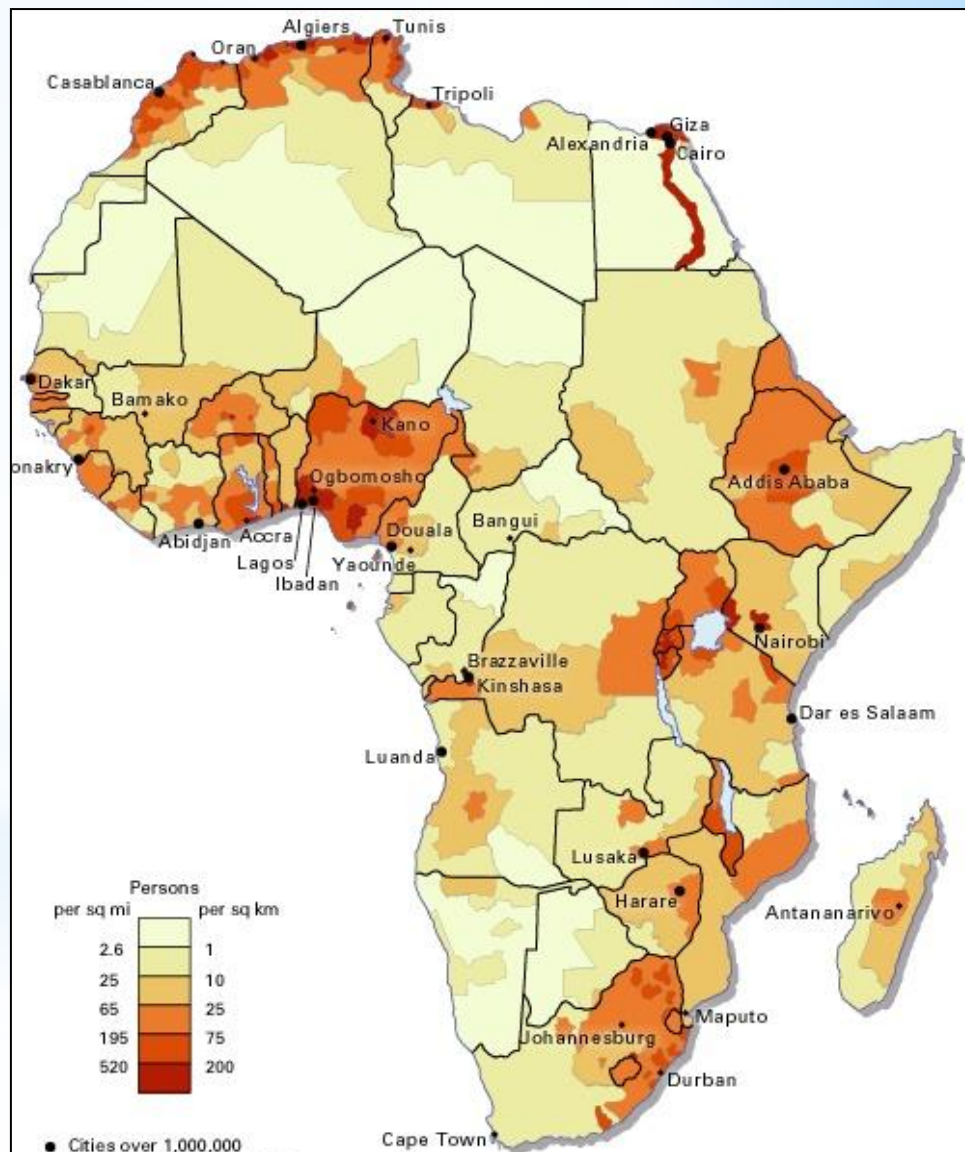 Algiers
Tunis
Oran
Casablanca
Tripoli
Giza
Alexandria
Cairo
Dakar
Bamako
Kano
onakry
Ogbomosho
Addis Ababa
Douala
Bangui
Abidjan
Accra
Lagos
Yaounde
Ibadan
Nairobi
Brazzaville
Kinshasa
Dar es Salaam
Luanda
Lusaka
Persons
per sq mi per sq km
Harare
Antananarivo
2.6 1
25 10
65 25
195 75
520 200
Maputo
Johannesburg
Durban
Cape Town
Cities over 1,000,000